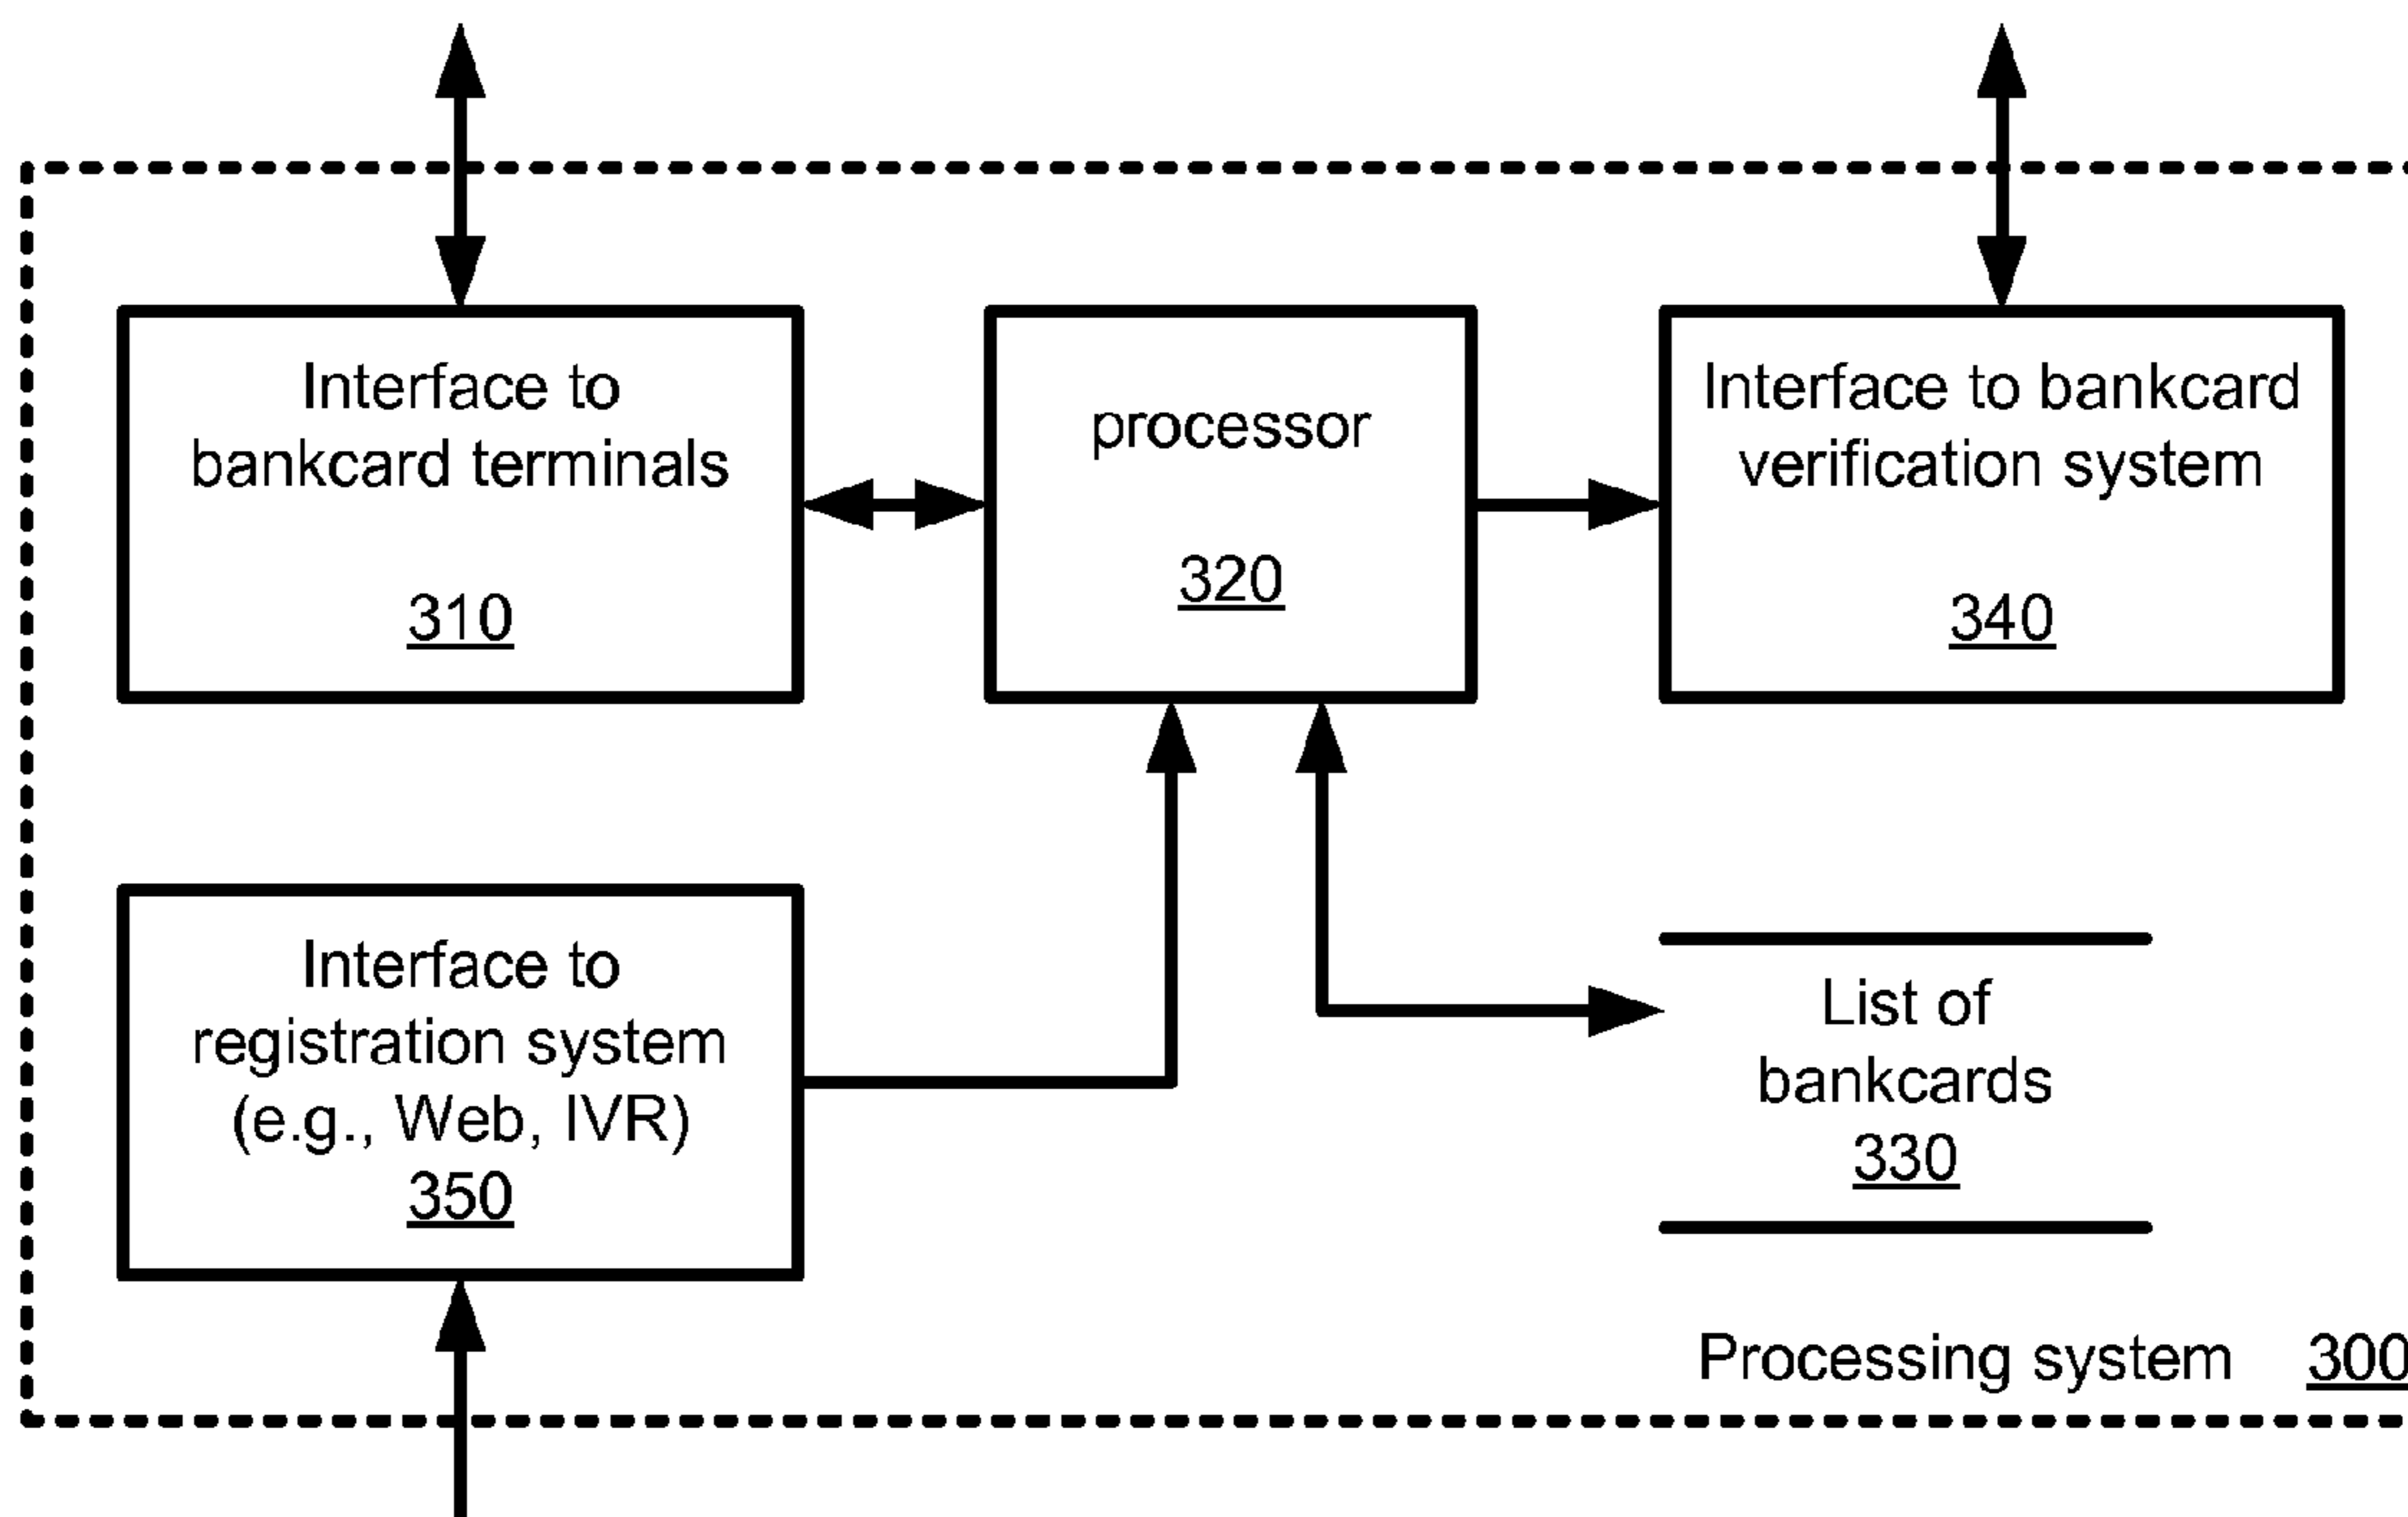 Interface to
bankcard terminals
310
processor
320
Interface to bankcard
verification system
340
Interface to
registration system
(e.g., Web, IVR)
350
List of
bankcards
330
Processing system 300